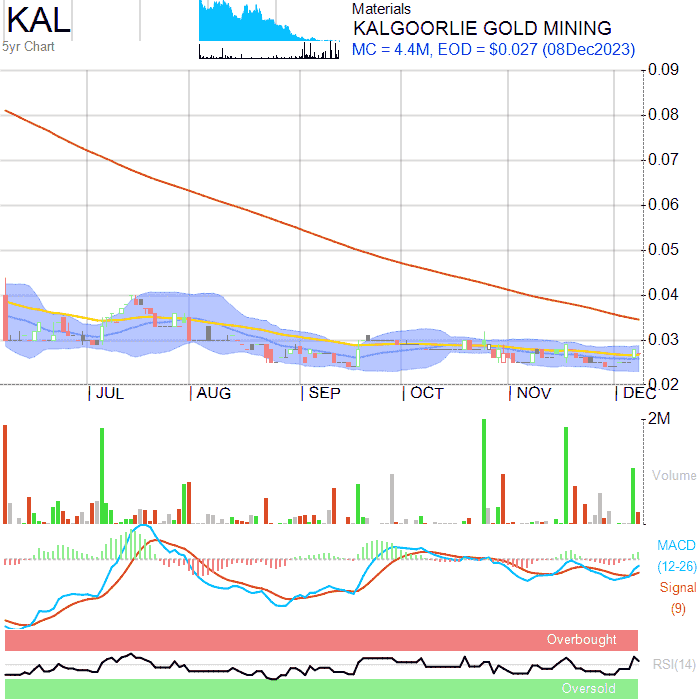 KAL
5yr Chart
Materials
KALGOORLIE GOLD MINING
MC = 4.4M, EOD = $0.027 (08Dec2023)
0.09
0.08
0.07
0.06
0.05
0.04
0.03
0.02
JUL AUG SEP OCT NOV DEC
2M
Volume
MACD
(12-26)
Signal
(9)
Overbought
RSI(14)
Oversold